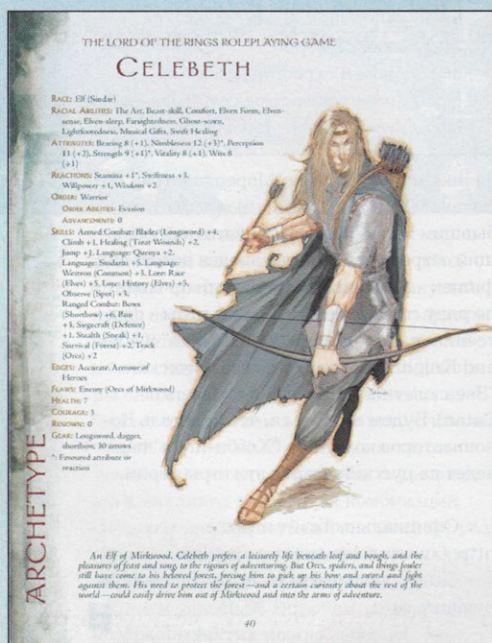 THE LORD OF THE RINGS ROLEPLAYING GAME
CELEBETH
RACE: Elf (Sindar)
RACIAL ABILITIES: The Art, Beast-skill, Comfort, Elven Form, Elven-
sense, Elven-sleep, Farsightedness, Ghost-scorn,
Lightfootedness, Musical Gifts, Swift Healing
ATTRIBUTES: Bearing 8 (+1), Nimbleness 12 (+3)*, Perception
11 (+2), Strength 9 (+1)*, Vitality 8 (+1), Wits 8
(+1)
REACTIONS: Stamina +1*, Swiftness +3,
Willpower +1, Wisdom +2
ORDER: Warrior
ORDER ABILITIES: Evasion
ADVANCEMENTS: 0
SKILLS: Armed Combat: Blades (Longsword) +4,
Climb +1, Healing (Treat Wounds) +2,
Jump +1, Language: Quenya +2,
Language: Sindarin +5, Language:
Westron (Common) +3, Lore: Race
(Elves) +5, Lore: History (Elves) +5,
Observe (Spot) +3,
Ranged Combat: Bows
(Shortbow) +6, Run
+3, Siegecraft (Defence)
+1, Stealth (Sneak) +1,
Survival (Forest) +2, Track
(Orcs) +2
EDGES: Accurate,
Heroes
FLAWS: Enemy (Orcs of Mirkwood)
HEALTH: 7
COURAGE: 3
RENOWN: 0
GEAR: Longsword, dagger,
shortbow, 30 arrows
*: Favoured attribute or
reaction
ARCHETYPE
An Elf of Mirkwood, Celebeth prefers a leisurely life beneath leaf and bough, and the
pleasures of feast and song, to the rigours of adventuring. But Orcs, spiders, and things fouler
still have come to his beloved forest, forcing him to pick up his bow and sword and fight
against them. His need to protect the forest—and a certain curiosity about the rest of the
world—could easily drive him out of Mirkwood and into the arms of adventure.
40